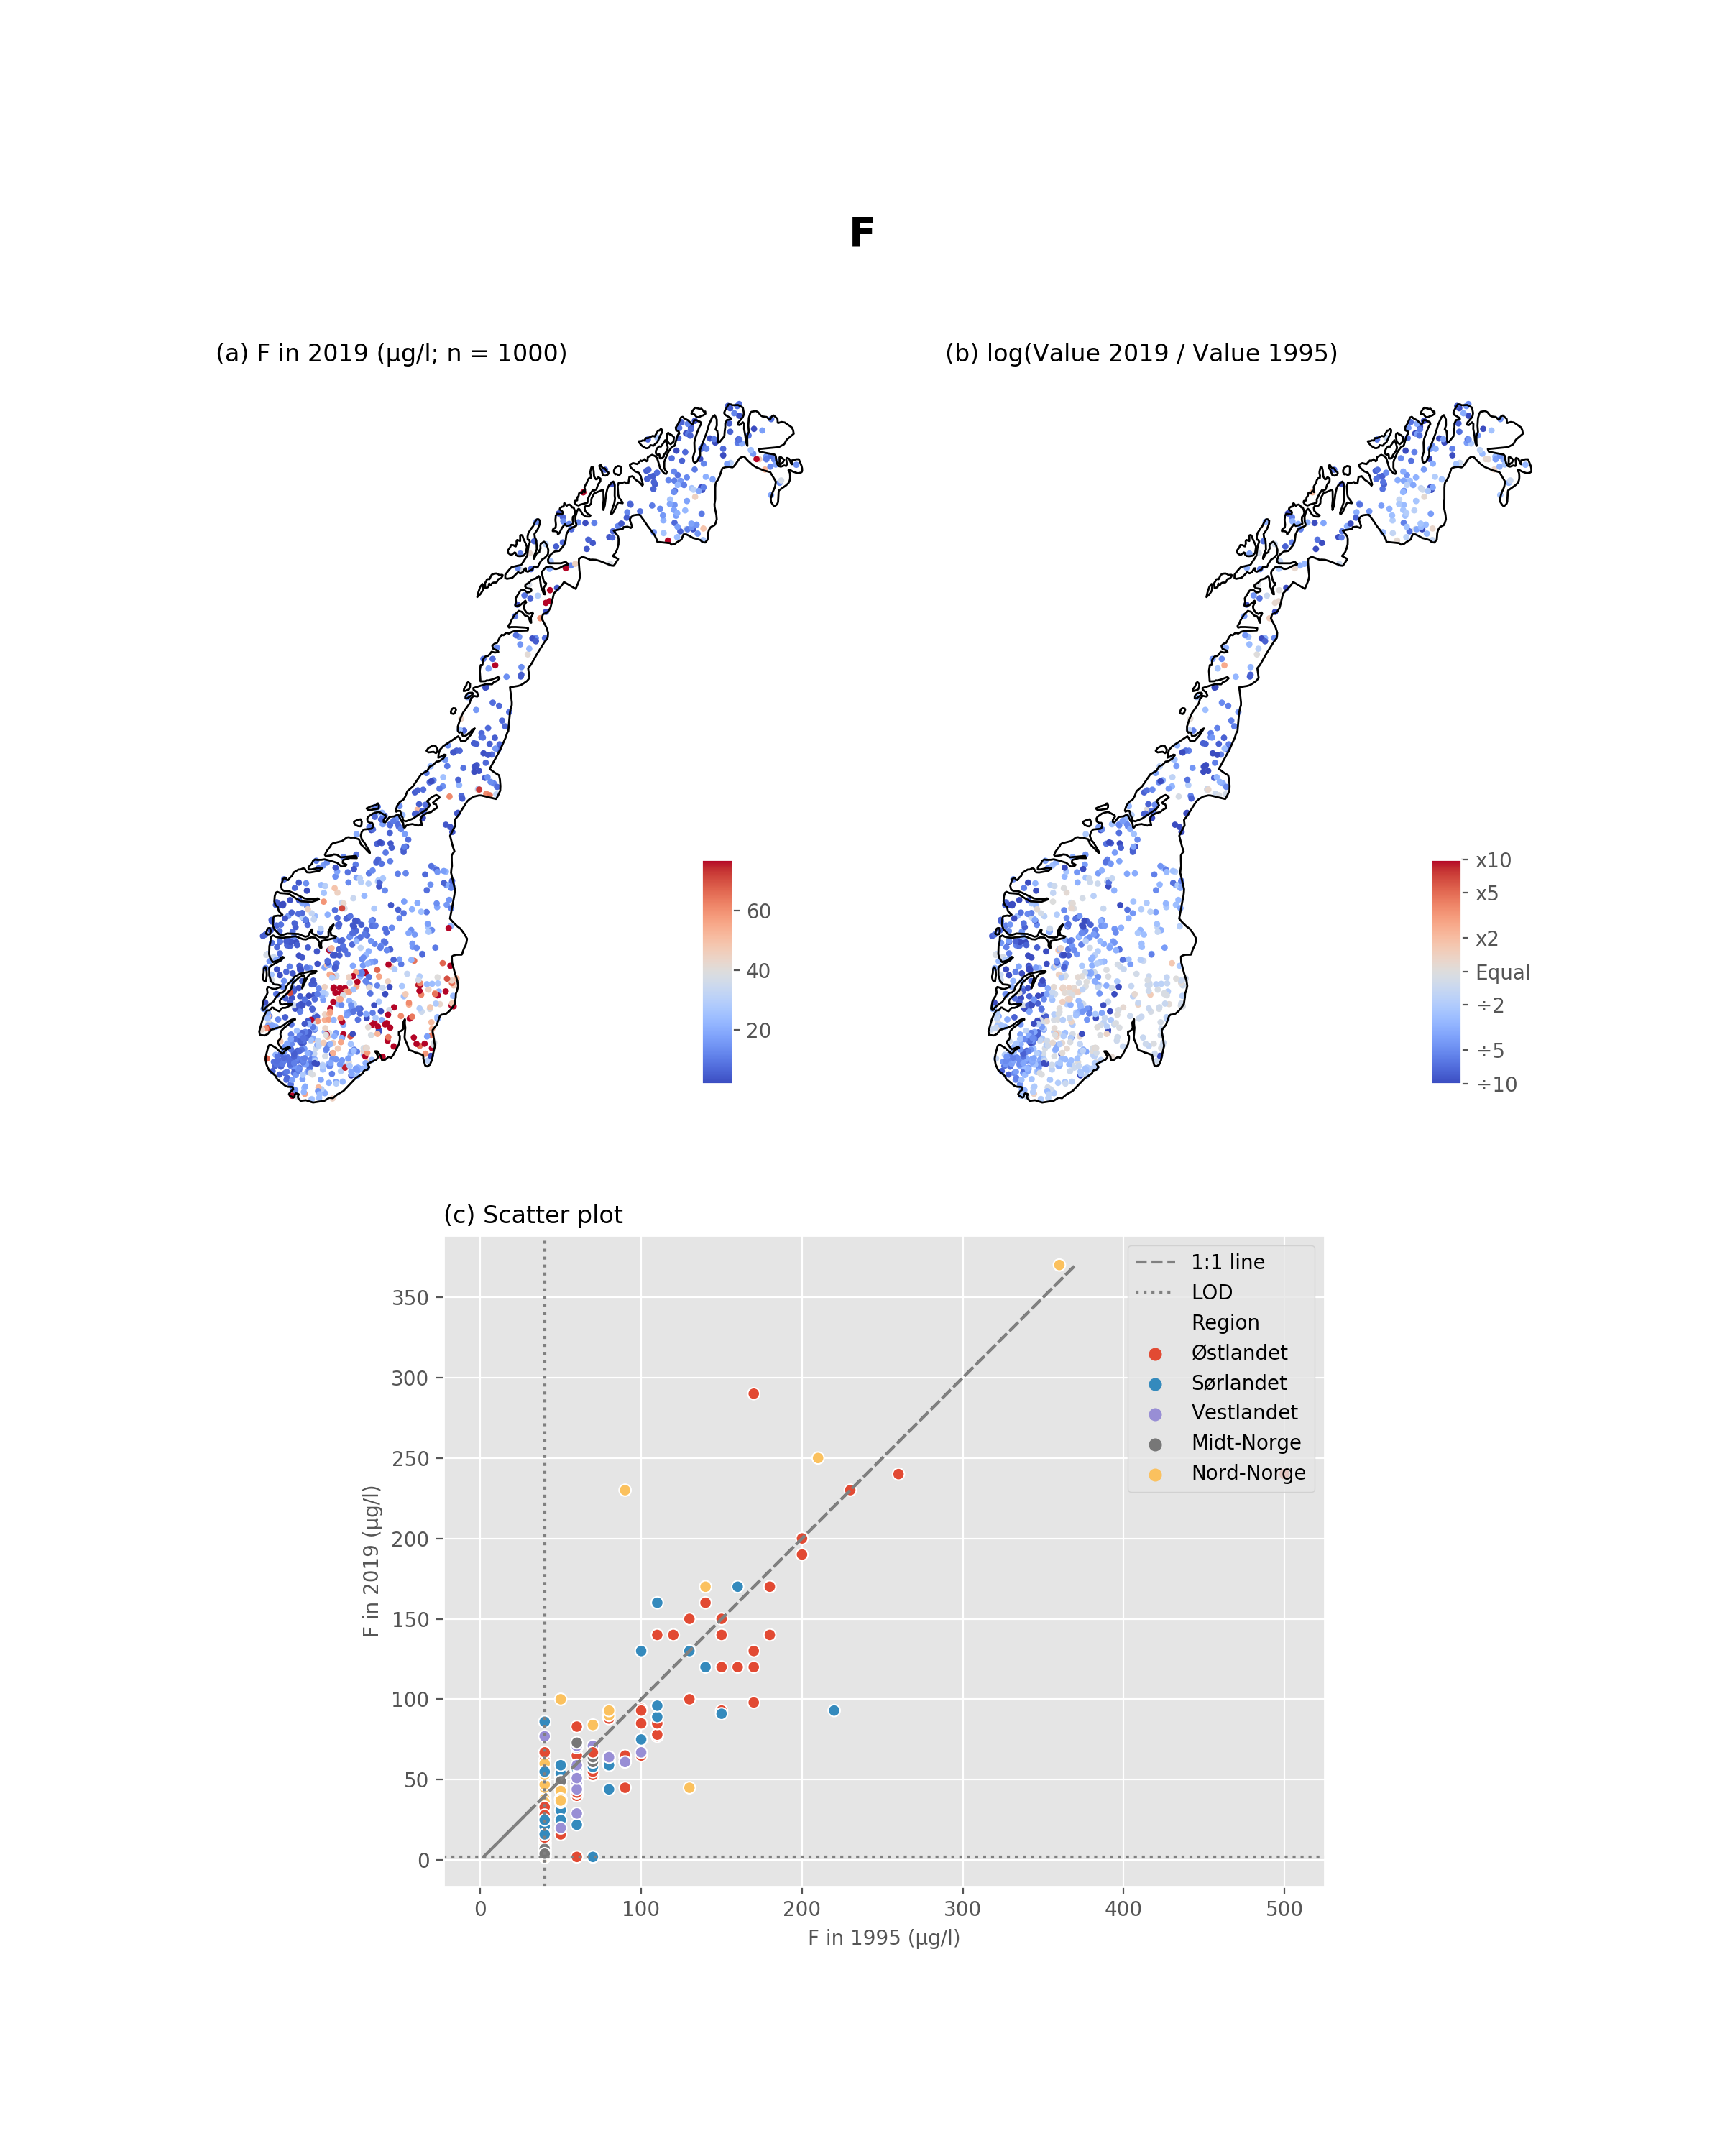 F
(a) F in 2019 (µg/l; n = 1000)
(b) log(Value 2019 / Value 1995)
60
40
20
x10
x5
x2
Equal
÷2
÷5
÷10
(c) Scatter plot
1:1 line
LOD
Region
Østlandet
Sørlandet
Vestlandet
Midt-Norge
Nord-Norge
350
300
250
200
150
100
50
0
F in 2019 (µg/l)
0 100 200 300 400 500
F in 1995 (µg/l)